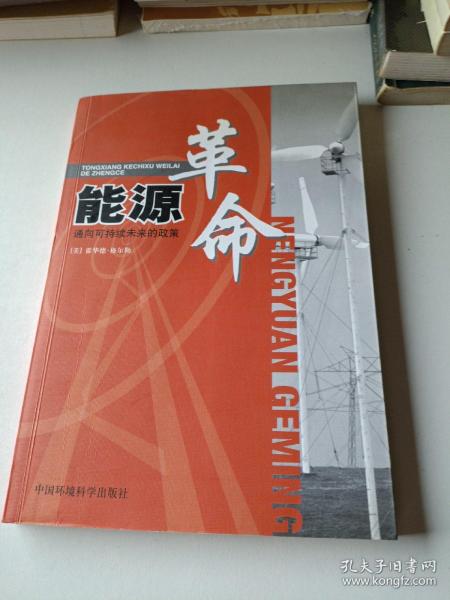 TONGXIANG KECHIXU WEILAI
DE ZHENGCE
能源
革命
通向可持续未来的政策
[美] 霍华德·格尔勒
NENGYUAN GEMING
中国环境科学出版社
孔夫子旧书网
www.kongfz.com